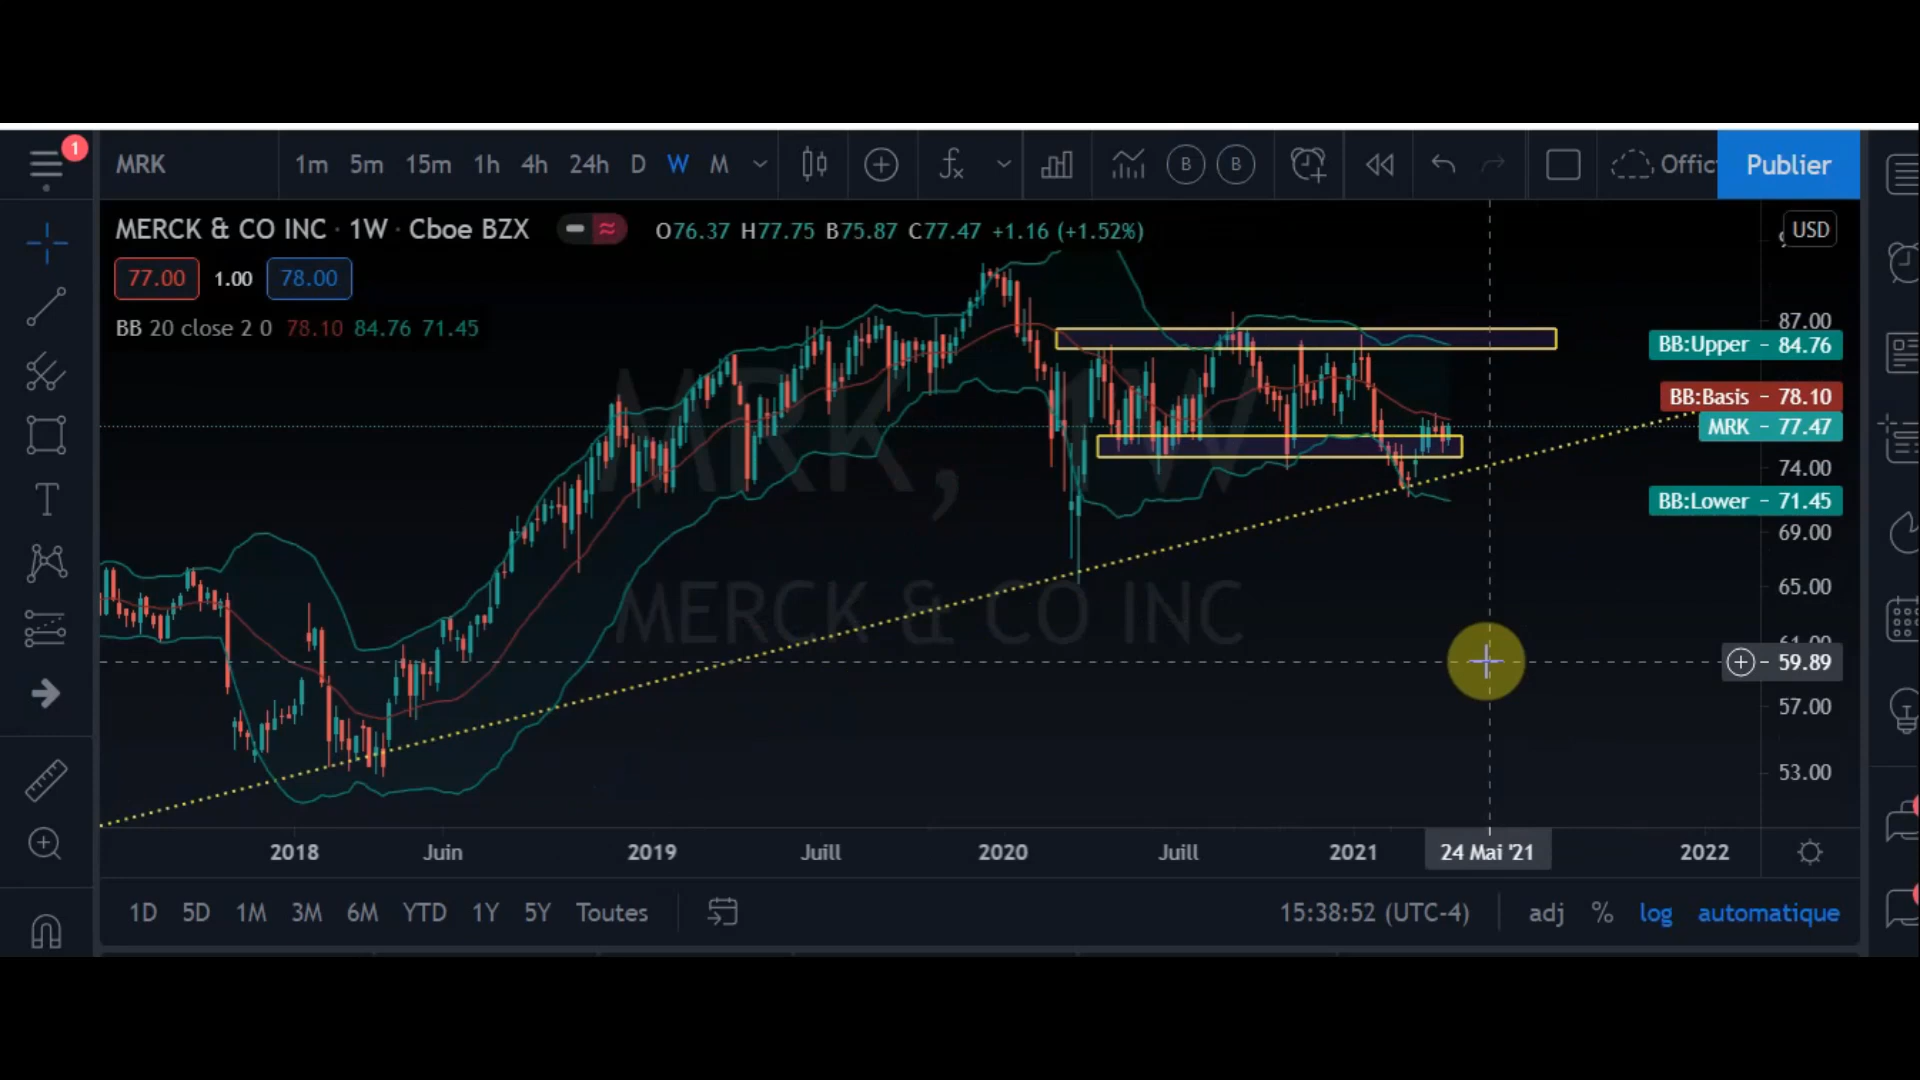 1
MRK 1m 5m 15m 1h 4h 24h D W M B B Publier
MERCK & CO INC · 1W · Cboe BZX O76.37 H77.75 B75.87 C77.47 +1.16 (+1.52%)
USD
77.00 1.00 78.00
BB 20 close 2 0 78.10 84.76 71.45
87.00
BB:Upper - 84.76
BB:Basis - 78.10
MRK - 77.47
74.00
BB:Lower - 71.45
69.00
65.00
59.89
57.00
53.00
MRK, 1W
MERCK & CO INC
2018 Juin 2019 Juill 2020 Juill 2021 24 Mai '21 2022
1D 5D 1M 3M 6M YTD 1Y 5Y Toutes 15:38:52 (UTC-4) adj % log automatique